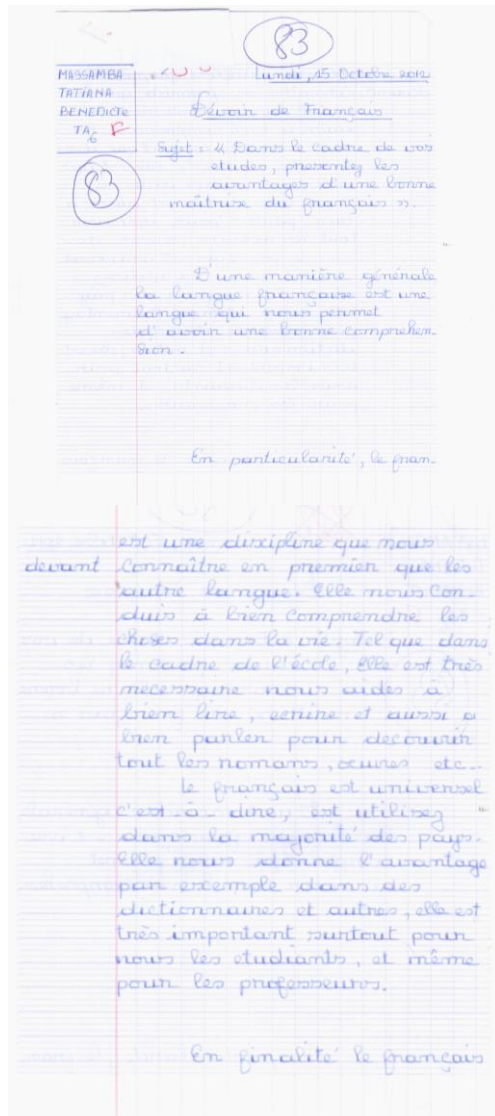 83
MASSAMBA
TATIANA
BENEDICTE
TA6 F
83
Lundi, 15 Octobre 2012
Devoir de Français
Sujet : « Dans le cadre de vos
etudes, presentez les
avantages d'une bonne
maîtrise du français ».
D'une manière générale
la langue française est une
langue qui nous permet
d'avoir une bonne comprehen-
sion.
En particularité, le fran-
est une discipline que nous
devant connaître en premier que les
autre langue. Elle nous con-
duis à bien comprendre les
choses dans la vie. Tel que dans
le cadre de l'école, Elle est très
necessaire nous aides à
bien lire, ecrire et aussi a
bien parler pour decouvrir
tout les romans, œuvres etc...
le français est universel
c'est-à-dire, est utilisez
dans la majorité des pays.
Elle nous donne l'avantage
par exemple dans des
dictionnaires et autres, elle est
très important surtout pour
nous les etudiants, et même
pour les professeurs.
En finalité le français